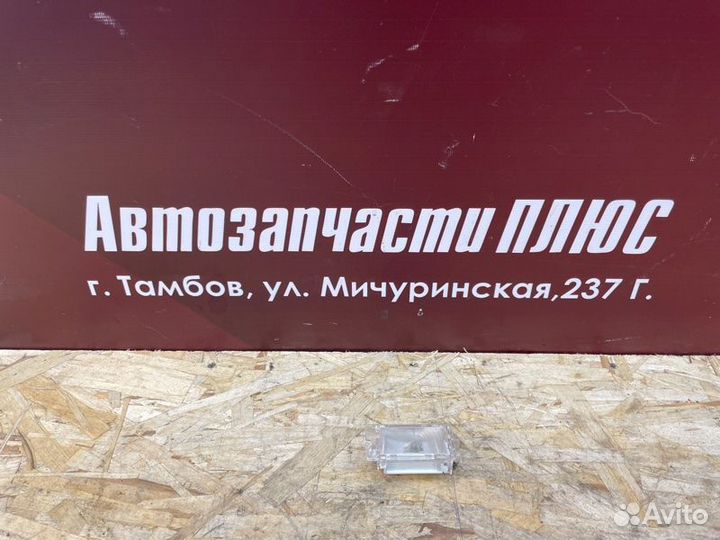 Автозапчасти ПЛЮС
г. Тамбов, ул. Мичуринская,237 Г.
Avito